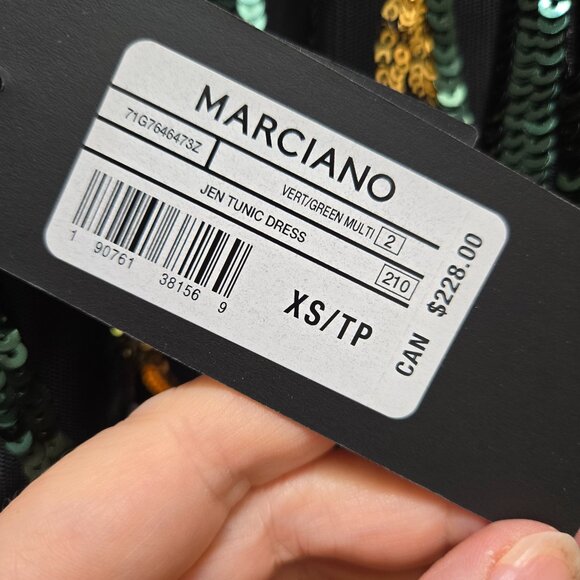 MARCIANO
71G7646473Z
VERT/GREEN MULTI 2
JEN TUNIC DRESS 210
1 90761 38156 9
XS/TP
CAN $228.00